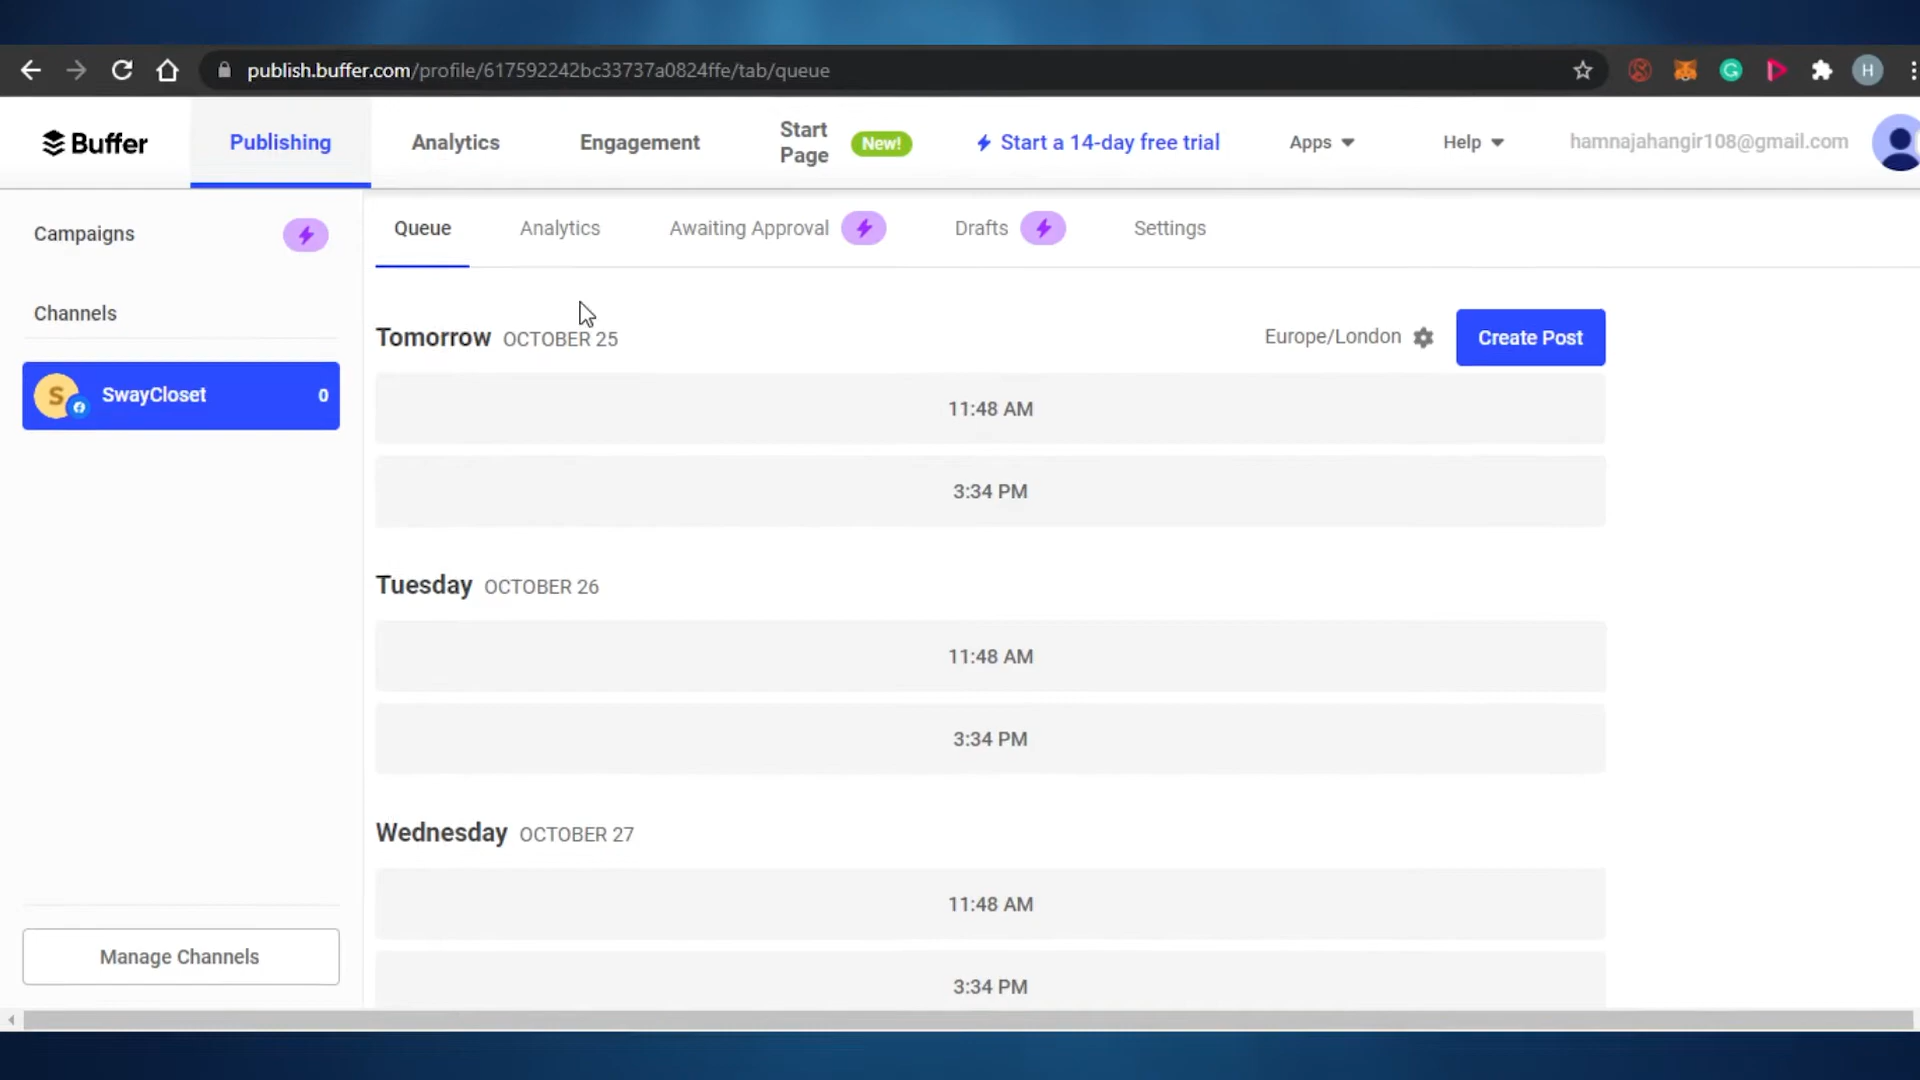 publish.buffer.com/profile/617592242bc33737a0824ffe/tab/queue
H
Buffer
Publishing
Analytics
Engagement
Start Page
New!
Start a 14-day free trial
Apps
Help
hamnajahangir108@gmail.com
Campaigns
Channels
S
SwayCloset
0
Manage Channels
Queue
Analytics
Awaiting Approval
Drafts
Settings
Tomorrow OCTOBER 25
Europe/London
Create Post
11:48 AM
3:34 PM
Tuesday OCTOBER 26
11:48 AM
3:34 PM
Wednesday OCTOBER 27
11:48 AM
3:34 PM